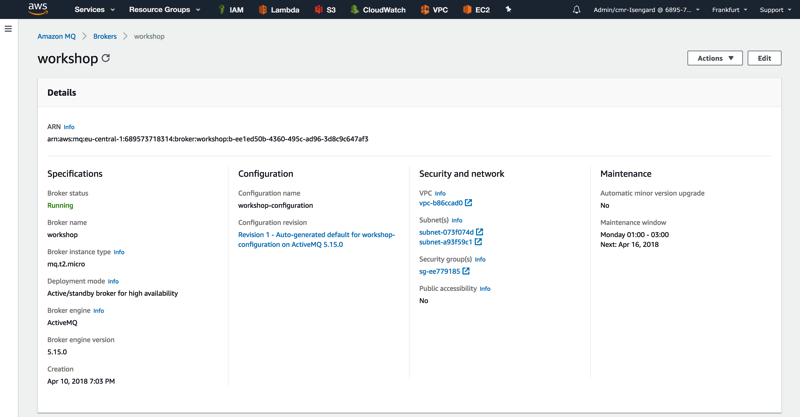 aws Services Resource Groups IAM Lambda S3 CloudWatch VPC EC2 Admin/cmr-Isengard @ 6895-7... Frankfurt Support
Amazon MQ > Brokers > workshop
workshop
Actions Edit
Details
ARN Info
arn:aws:mq:eu-central-1:689573718314:broker:workshop:b-ee1ed50b-4360-495c-ad96-3d8c9c647af3
Specifications
Broker status
Running
Broker name
workshop
Broker instance type Info
mq.t2.micro
Deployment mode Info
Active/standby broker for high availability
Broker engine Info
ActiveMQ
Broker engine version
5.15.0
Creation
Apr 10, 2018 7:03 PM
Configuration
Configuration name
workshop-configuration
Configuration revision
Revision 1 - Auto-generated default for workshop-
configuration on ActiveMQ 5.15.0
Security and network
VPC Info
vpc-b86ccad0
Subnet(s) Info
subnet-073f074d
subnet-a93f59c1
Security group(s) Info
sg-ee779185
Public accessibility Info
No
Maintenance
Automatic minor version upgrade
No
Maintenance window
Monday 01:00 - 03:00
Next: Apr 16, 2018